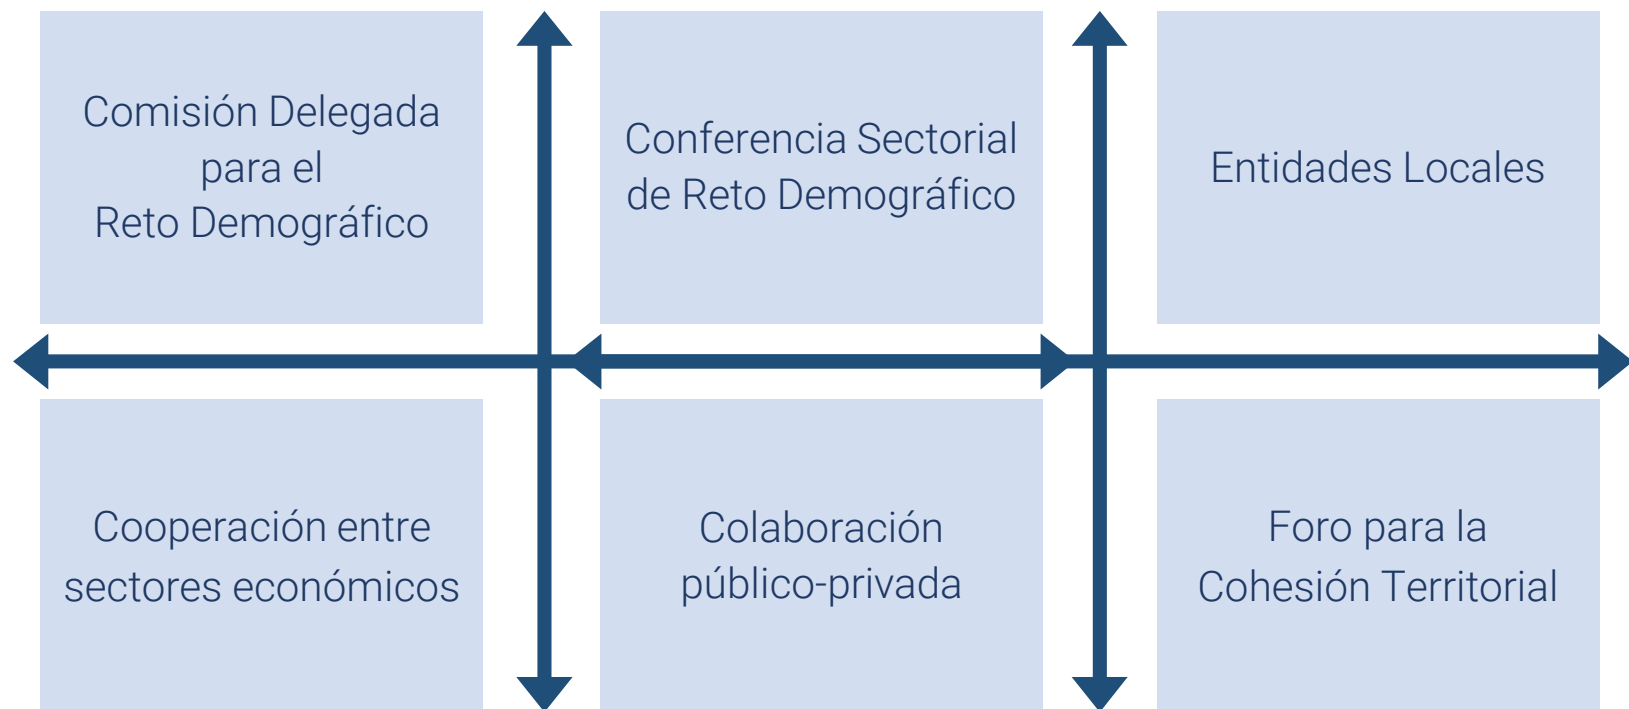 Comisión Delegada
para el
Reto Demográfico
Conferencia Sectorial
de Reto Demográfico
Entidades Locales
Cooperación entre
sectores económicos
Colaboración
público-privada
Foro para la
Cohesión Territorial